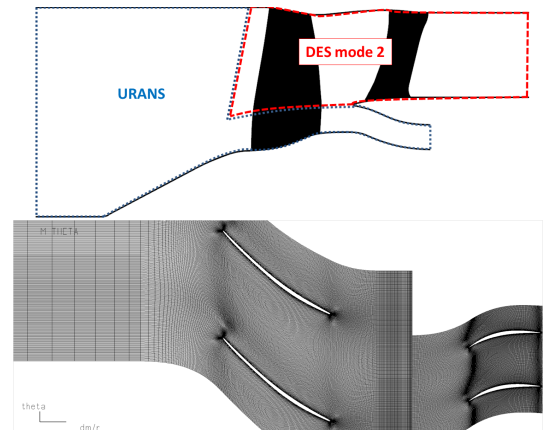 DES mode 2
URANS
M THETA
theta
dm/r